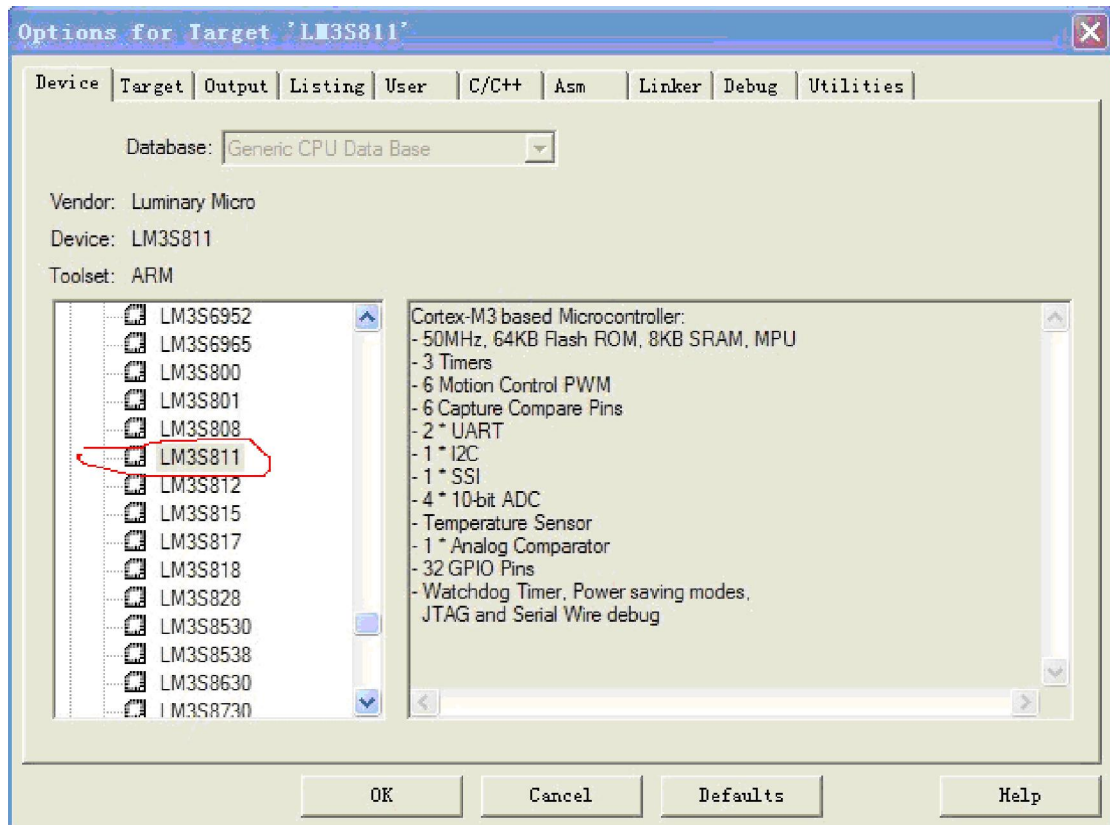 Options for Target 'LM3S811'
Device Target Output Listing User C/C++ Asm Linker Debug Utilities
Database: Generic CPU Data Base
Vendor: Luminary Micro
Device: LM3S811
Toolset: ARM
LM3S6952
LM3S6965
LM3S800
LM3S801
LM3S808
LM3S811
LM3S812
LM3S815
LM3S817
LM3S818
LM3S828
LM3S8530
LM3S8538
LM3S8630
LM3S8730
Cortex-M3 based Microcontroller:
- 50MHz, 64KB Flash ROM, 8KB SRAM, MPU
- 3 Timers
- 6 Motion Control PWM
- 6 Capture Compare Pins
- 2 * UART
- 1 * I2C
- 1 * SSI
- 4 * 10-bit ADC
- Temperature Sensor
- 1 * Analog Comparator
- 32 GPIO Pins
- Watchdog Timer, Power saving modes,
JTAG and Serial Wire debug
OK Cancel Defaults Help